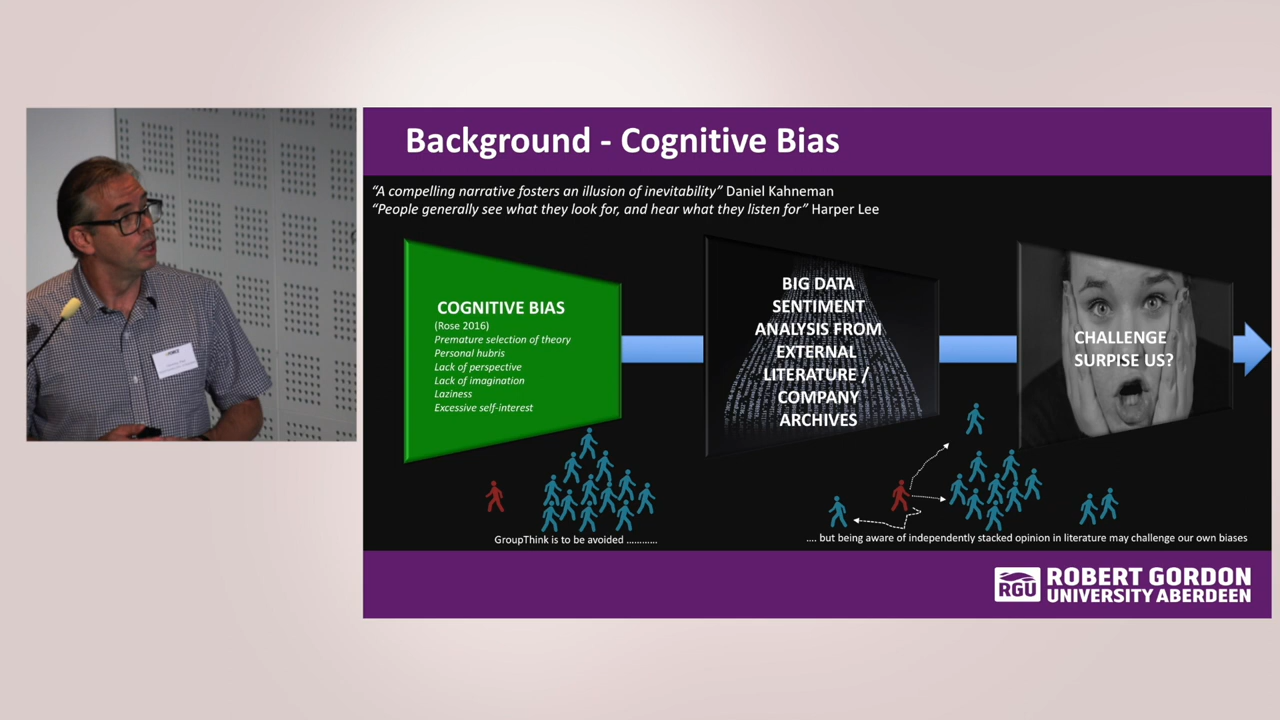 Background - Cognitive Bias
“A compelling narrative fosters an illusion of inevitability” Daniel Kahneman
“People generally see what they look for, and hear what they listen for” Harper Lee
COGNITIVE BIAS
(Rose 2016)
Premature selection of theory
Personal hubris
Lack of perspective
Lack of imagination
Laziness
Excessive self-interest
BIG DATA
SENTIMENT
ANALYSIS FROM
EXTERNAL
LITERATURE /
COMPANY
ARCHIVES
CHALLENGE
SURPISE US?
GroupThink is to be avoided …………
.... but being aware of independently stacked opinion in literature may challenge our own biases
RGU
ROBERT GORDON
UNIVERSITY ABERDEEN